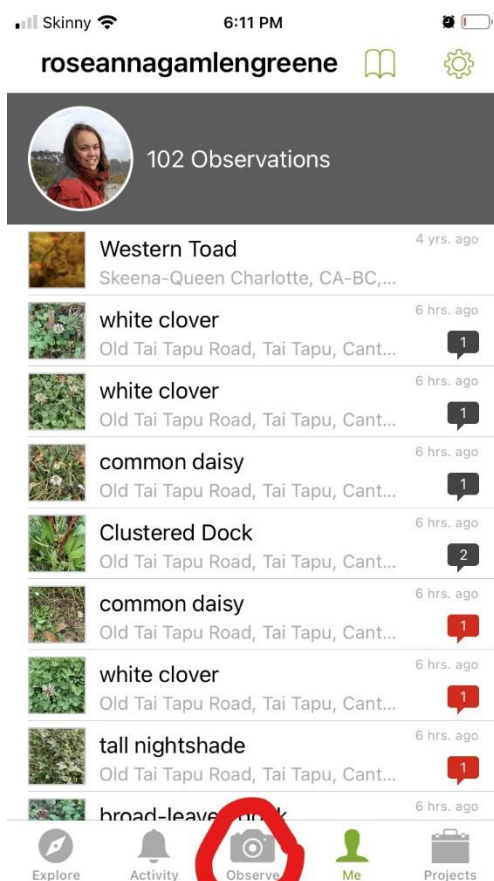 Skinny 6:11 PM
roseannagamlengreene
102 Observations
Western Toad 4 yrs. ago
Skeena-Queen Charlotte, CA-BC,...
white clover 6 hrs. ago
Old Tai Tapu Road, Tai Tapu, Cant... 1
white clover 6 hrs. ago
Old Tai Tapu Road, Tai Tapu, Cant... 1
common daisy 6 hrs. ago
Old Tai Tapu Road, Tai Tapu, Cant... 1
Clustered Dock 6 hrs. ago
Old Tai Tapu Road, Tai Tapu, Cant... 2
common daisy 6 hrs. ago
Old Tai Tapu Road, Tai Tapu, Cant... 1
white clover 6 hrs. ago
Old Tai Tapu Road, Tai Tapu, Cant... 1
tall nightshade 6 hrs. ago
Old Tai Tapu Road, Tai Tapu, Cant... 1
6 hrs. ago
Explore Activity Observe Me Projects